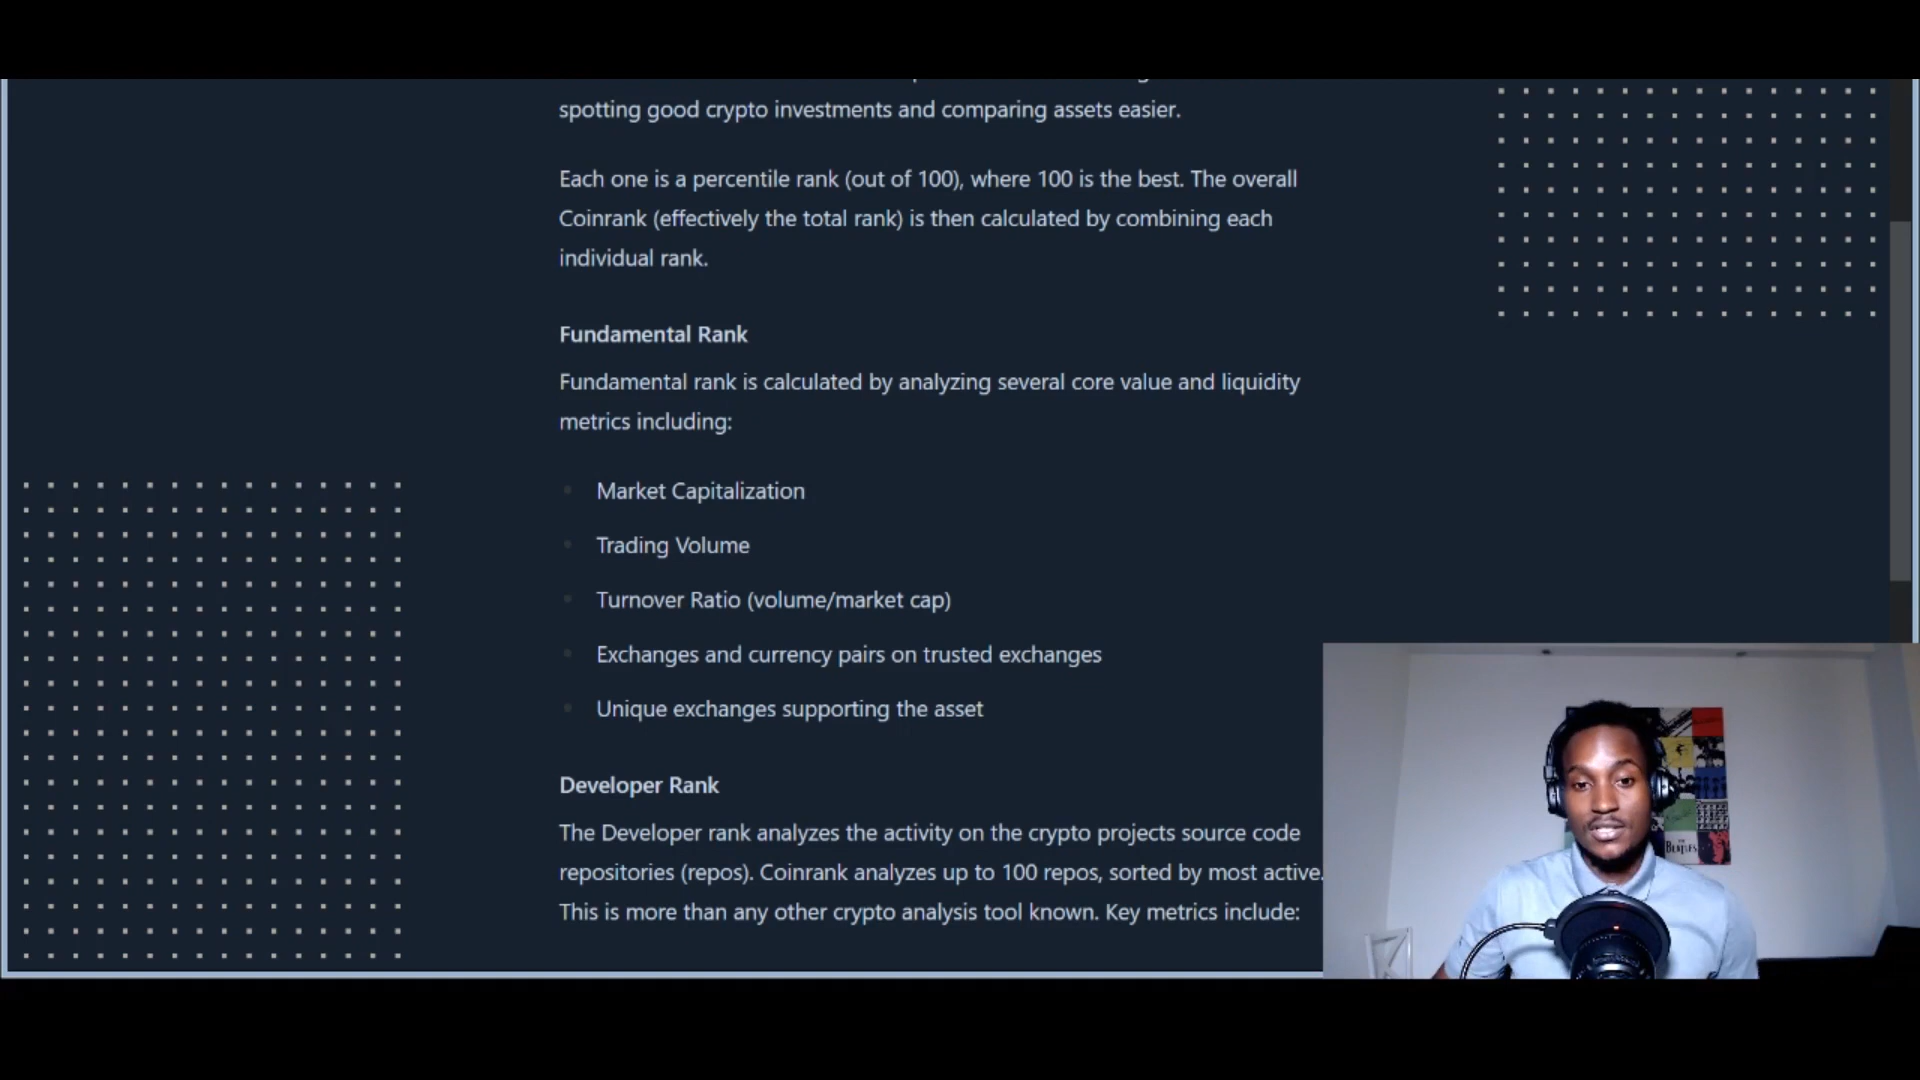 spotting good crypto investments and comparing assets easier.
Each one is a percentile rank (out of 100), where 100 is the best. The overall
Coinrank (effectively the total rank) is then calculated by combining each
individual rank.
Fundamental Rank
Fundamental rank is calculated by analyzing several core value and liquidity
metrics including:
Market Capitalization
Trading Volume
Turnover Ratio (volume/market cap)
Exchanges and currency pairs on trusted exchanges
Unique exchanges supporting the asset
Developer Rank
The Developer rank analyzes the activity on the crypto projects source code
repositories (repos). Coinrank analyzes up to 100 repos, sorted by most active.
This is more than any other crypto analysis tool known. Key metrics include:
THE BEATLES